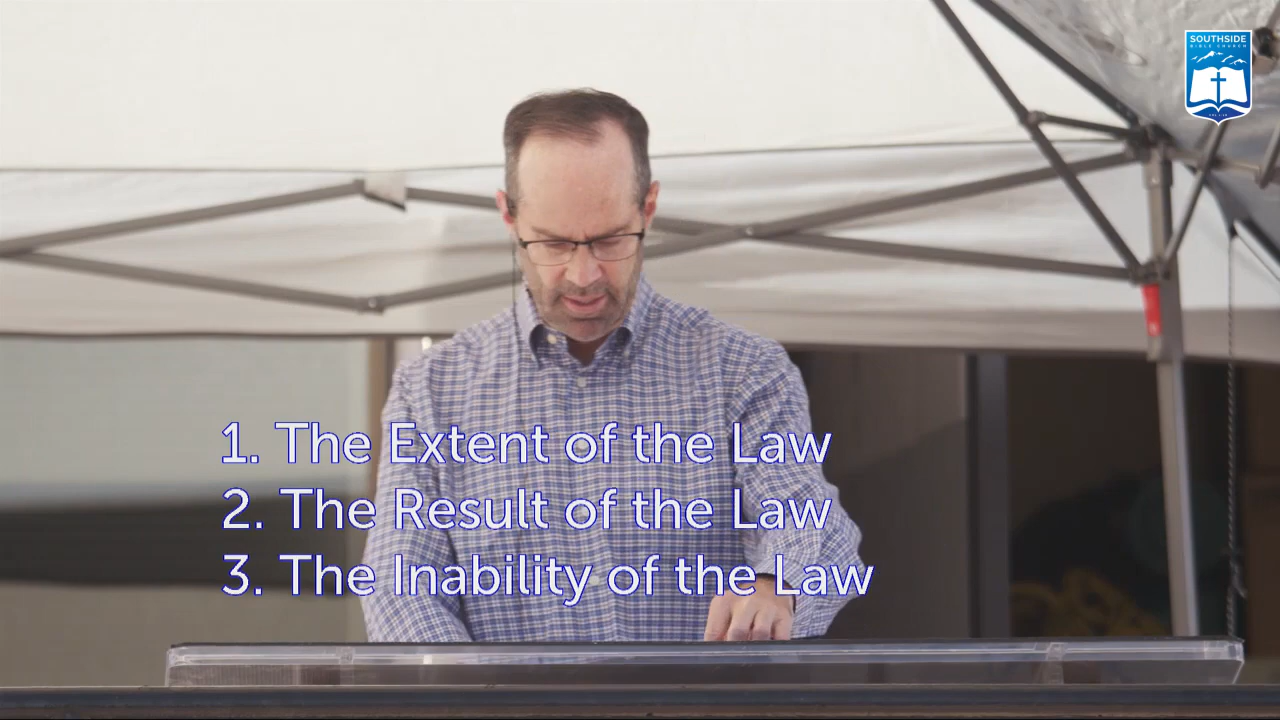 SOUTHSIDE
BIBLE CHURCH
1. The Extent of the Law
2. The Result of the Law
3. The Inability of the Law